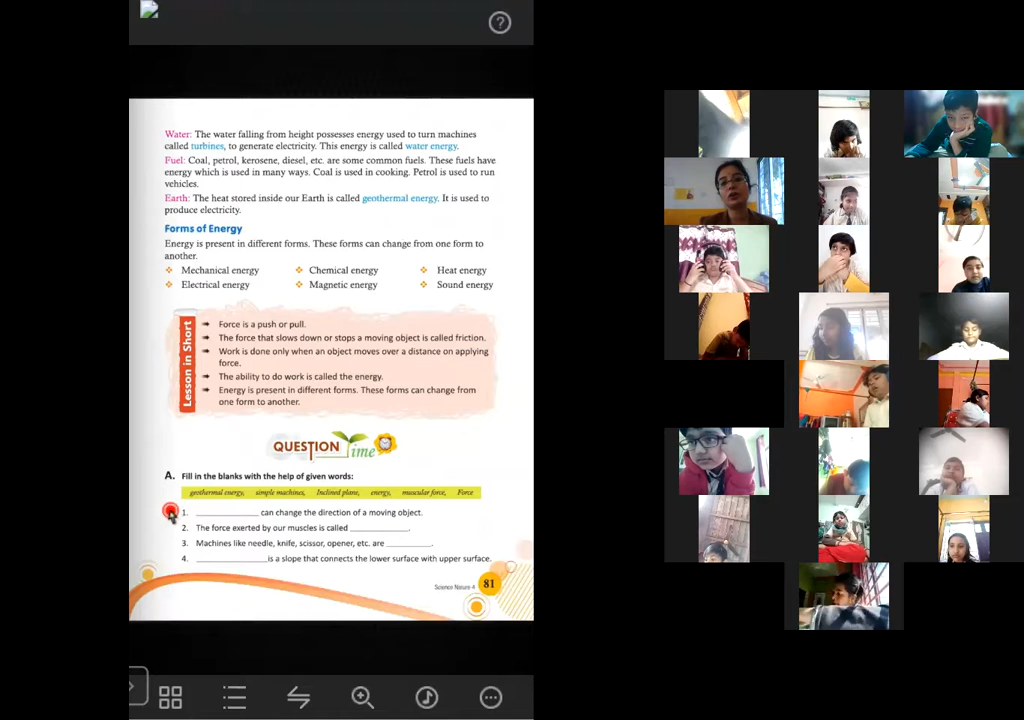 Water: The water falling from height possesses energy used to turn machines
called turbines, to generate electricity. This energy is called water energy.
Fuel: Coal, petrol, kerosene, diesel, etc. are some common fuels. These fuels have
energy which is used in many ways. Coal is used in cooking. Petrol is used to run
vehicles.
Earth: The heat stored inside our Earth is called geothermal energy. It is used to
produce electricity.
Forms of Energy
Energy is present in different forms. These forms can change from one form to
another.
Mechanical energy Chemical energy Heat energy
Electrical energy Magnetic energy Sound energy
Lesson in Short
Force is a push or pull.
The force that slows down or stops a moving object is called friction.
Work is done only when an object moves over a distance on applying
force.
The ability to do work is called the energy.
Energy is present in different forms. These forms can change from
one form to another.
QUESTION Time
A. Fill in the blanks with the help of given words:
geothermal energy, simple machines, Inclined plane, energy, muscular force, Force
1. ______________ can change the direction of a moving object.
2. The force exerted by our muscles is called ______________.
3. Machines like needle, knife, scissor, opener, etc. are __________.
4. ________________is a slope that connects the lower surface with upper surface.
Science Nature-4 81